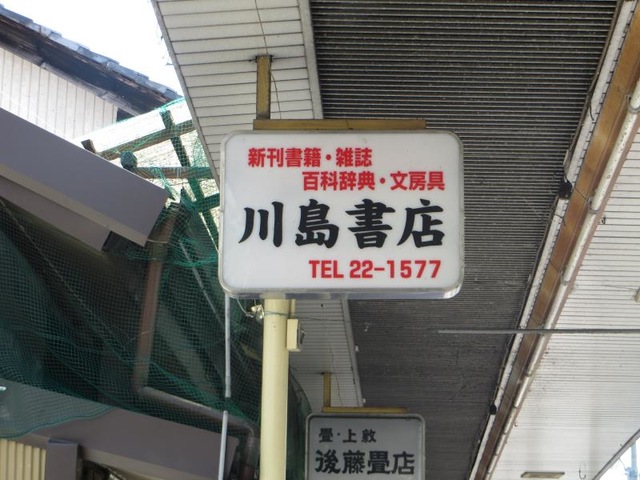 新刊書籍・雑誌
百科辞典・文房具
川島書店
TEL 22-1577
畳・上敷
後藤畳店